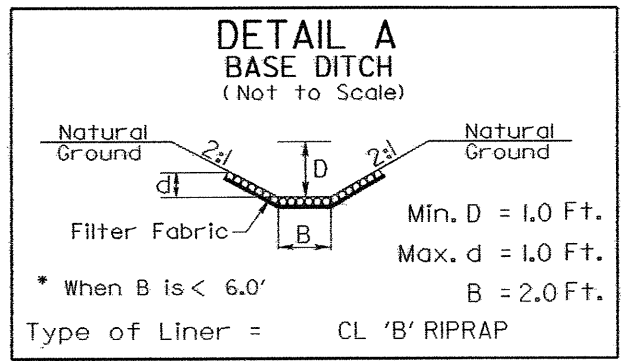 DETAIL A
BASE DITCH
(Not to Scale)
Natural
Ground
Natural
Ground
2:1
2:1
D
d
Filter Fabric
B
Min. D = 1.0 Ft.
Max. d = 1.0 Ft.
* When B is < 6.0'
B = 2.0 Ft.
Type of Liner = CL 'B' RIPRAP